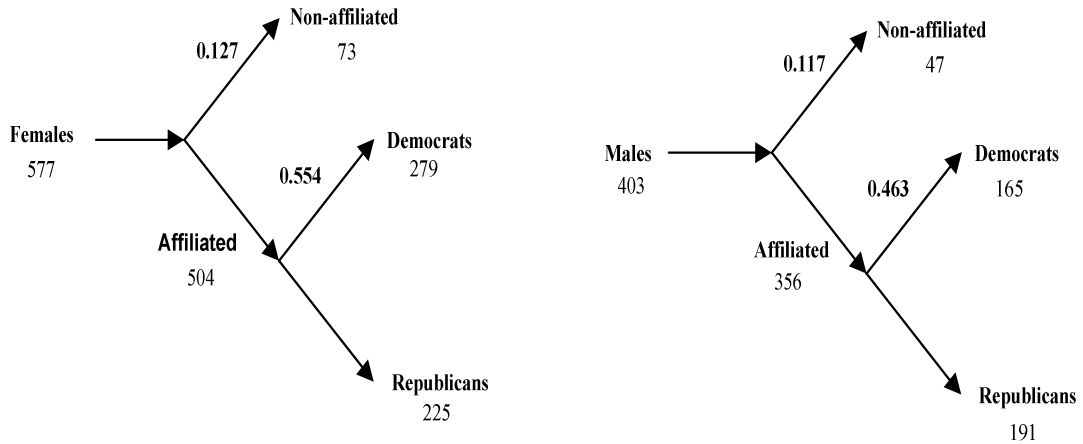 Non-affiliated
73
0.127
Females
577
Democrats
279
0.554
Affiliated
504
Republicans
225
Non-affiliated
47
0.117
Males
403
Democrats
165
0.463
Affiliated
356
Republicans
191